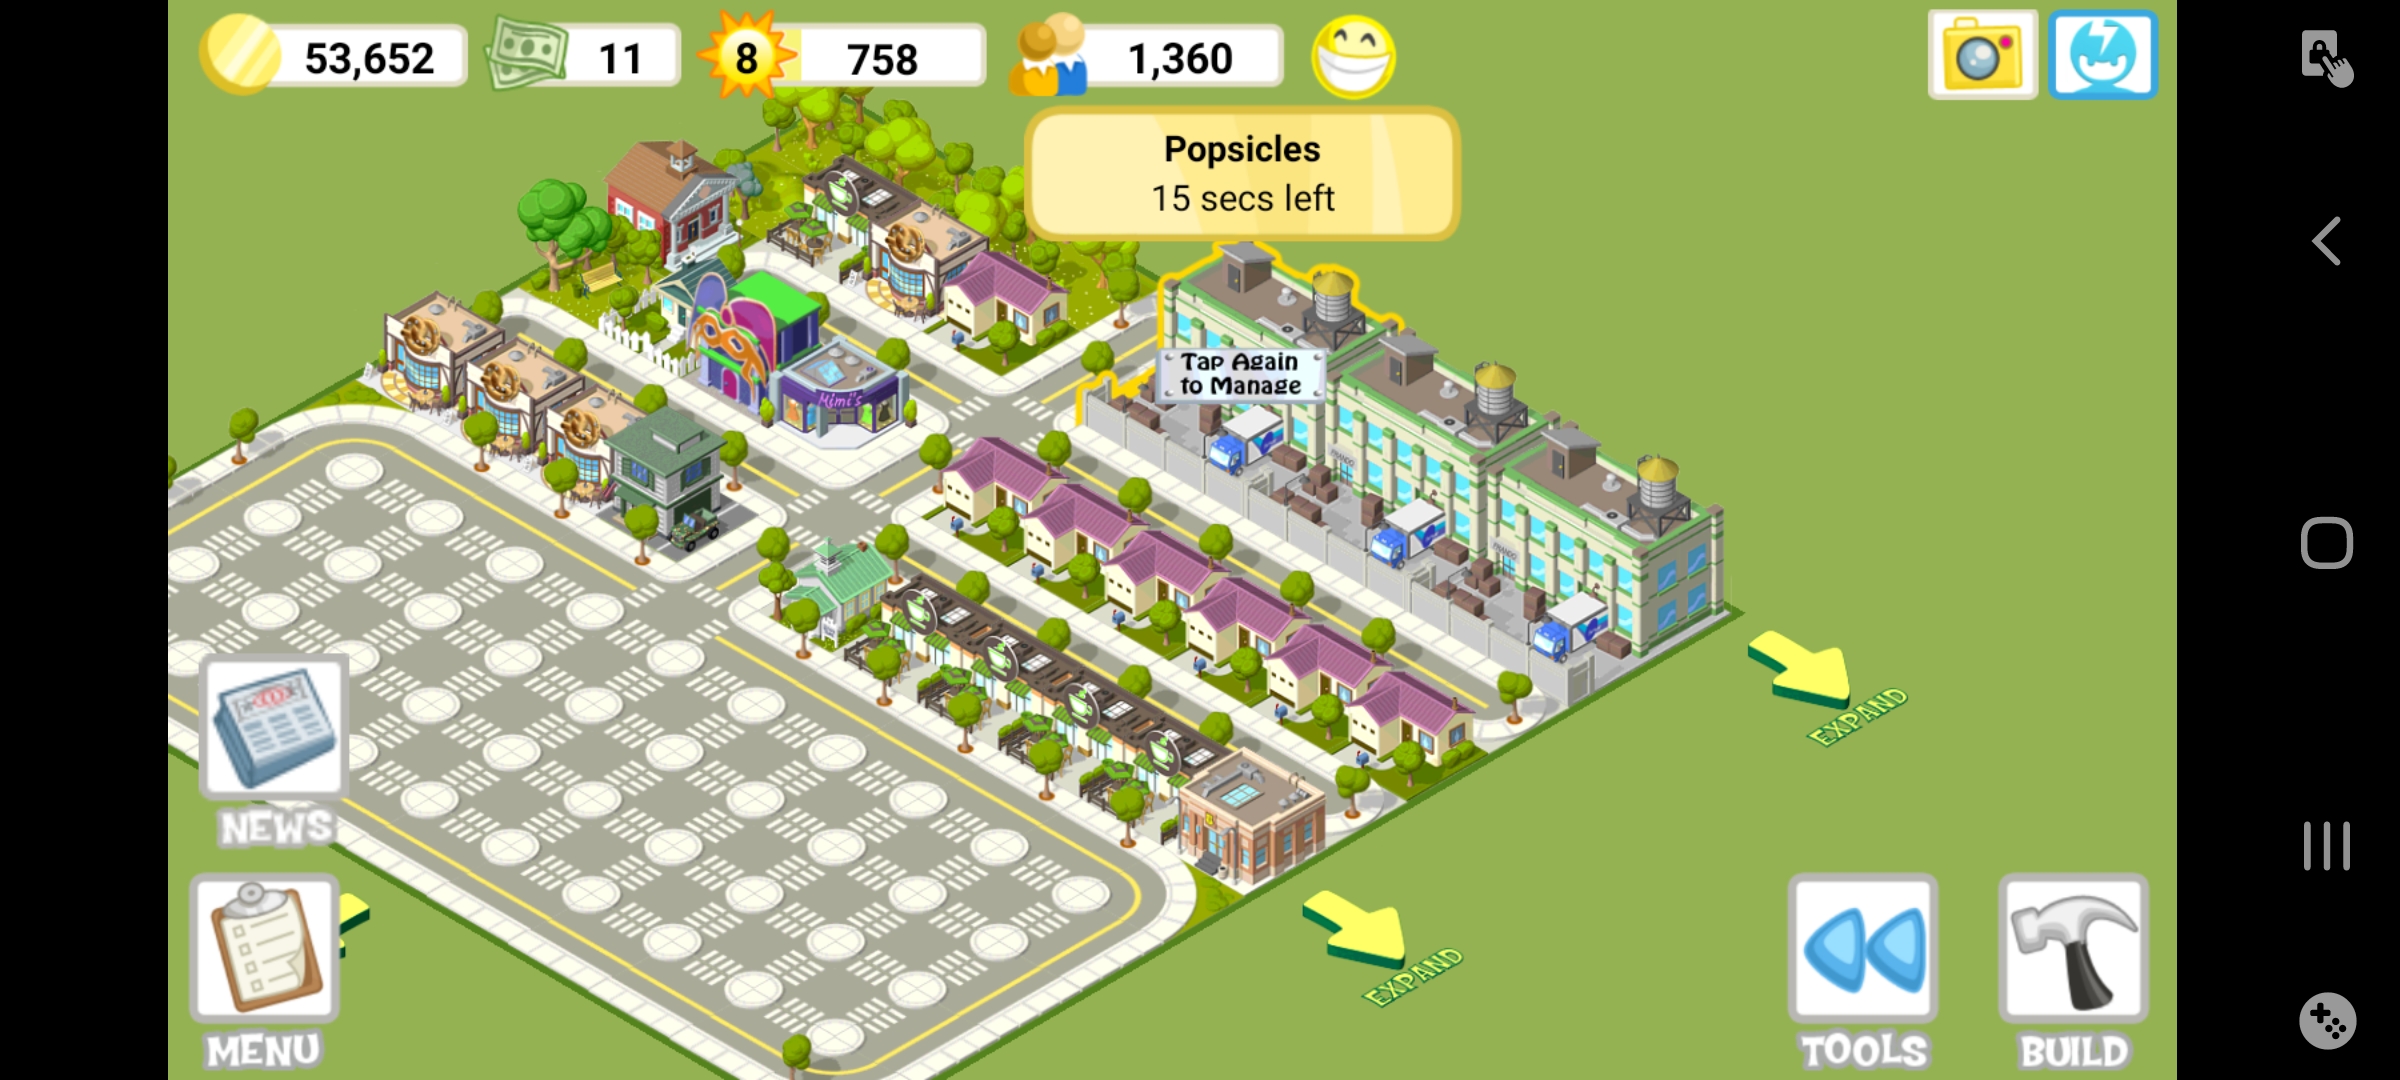 53,652
11
8
758
1,360
Popsicles
15 secs left
Tap Again
to Manage
Mimi's
EXPAND
EXPAND
NEWS
MENU
TOOLS
BUILD